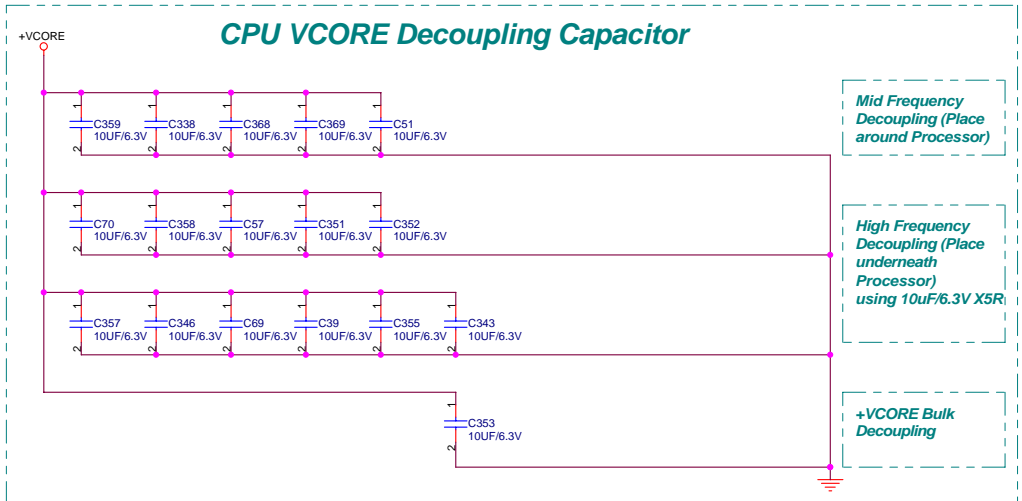 CPU VCORE Decoupling Capacitor
+VCORE
1 1 1 1 1
C359 C338 C368 C369 C51
10UF/6.3V 10UF/6.3V 10UF/6.3V 10UF/6.3V 10UF/6.3V
2 2 2 2 2
Mid Frequency
Decoupling (Place
around Processor)
1 1 1 1 1
C70 C358 C57 C351 C352
10UF/6.3V 10UF/6.3V 10UF/6.3V 10UF/6.3V 10UF/6.3V
2 2 2 2 2
High Frequency
Decoupling (Place
underneath
Processor)
using 10uF/6.3V X5R
1 1 1 1 1 1
C357 C346 C69 C39 C355 C343
10UF/6.3V 10UF/6.3V 10UF/6.3V 10UF/6.3V 10UF/6.3V 10UF/6.3V
2 2 2 2 2 2
1
C353
10UF/6.3V
2
+VCORE Bulk
Decoupling